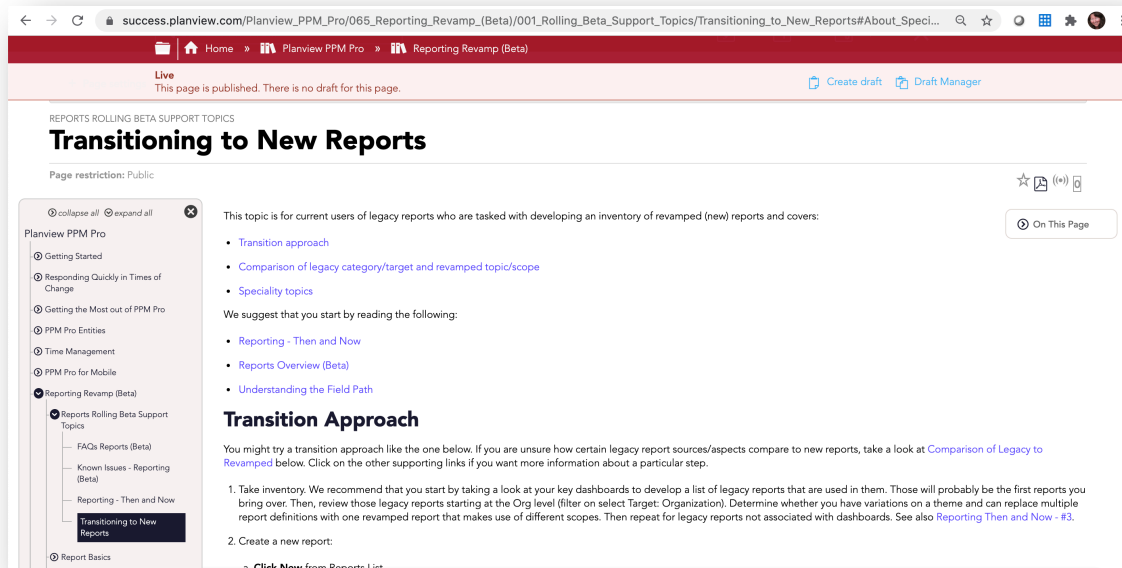 success.planview.com/Planview_PPM_Pro/065_Reporting_Revamp_(Beta)/001_Rolling_Beta_Support_Topics/Transitioning_to_New_Reports#About_Speci...
Home » Planview PPM Pro » Reporting Revamp (Beta)
Live
This page is published. There is no draft for this page.
Create draft Draft Manager
REPORTS ROLLING BETA SUPPORT TOPICS
Transitioning to New Reports
Page restriction: Public
0
collapse all expand all
Planview PPM Pro
Getting Started
Responding Quickly in Times of
Change
Getting the Most out of PPM Pro
PPM Pro Entities
Time Management
PPM Pro for Mobile
Reporting Revamp (Beta)
Reports Rolling Beta Support
Topics
FAQs Reports (Beta)
Known Issues - Reporting
(Beta)
Reporting - Then and Now
Transitioning to New
Reports
Report Basics
This topic is for current users of legacy reports who are tasked with developing an inventory of revamped (new) reports and covers:
• Transition approach
• Comparison of legacy category/target and revamped topic/scope
• Speciality topics
We suggest that you start by reading the following:
• Reporting - Then and Now
• Reports Overview (Beta)
• Understanding the Field Path
Transition Approach
You might try a transition approach like the one below. If you are unsure how certain legacy report sources/aspects compare to new reports, take a look at Comparison of Legacy to
Revamped below. Click on the other supporting links if you want more information about a particular step.
1. Take inventory. We recommend that you start by taking a look at your key dashboards to develop a list of legacy reports that are used in them. Those will probably be the first reports you
bring over. Then, review those legacy reports starting at the Org level (filter on select Target: Organization). Determine whether you have variations on a theme and can replace multiple
report definitions with one revamped report that makes use of different scopes. Then repeat for legacy reports not associated with dashboards. See also Reporting Then and Now - #3.
2. Create a new report:
a. Click New from Reports List
On This Page